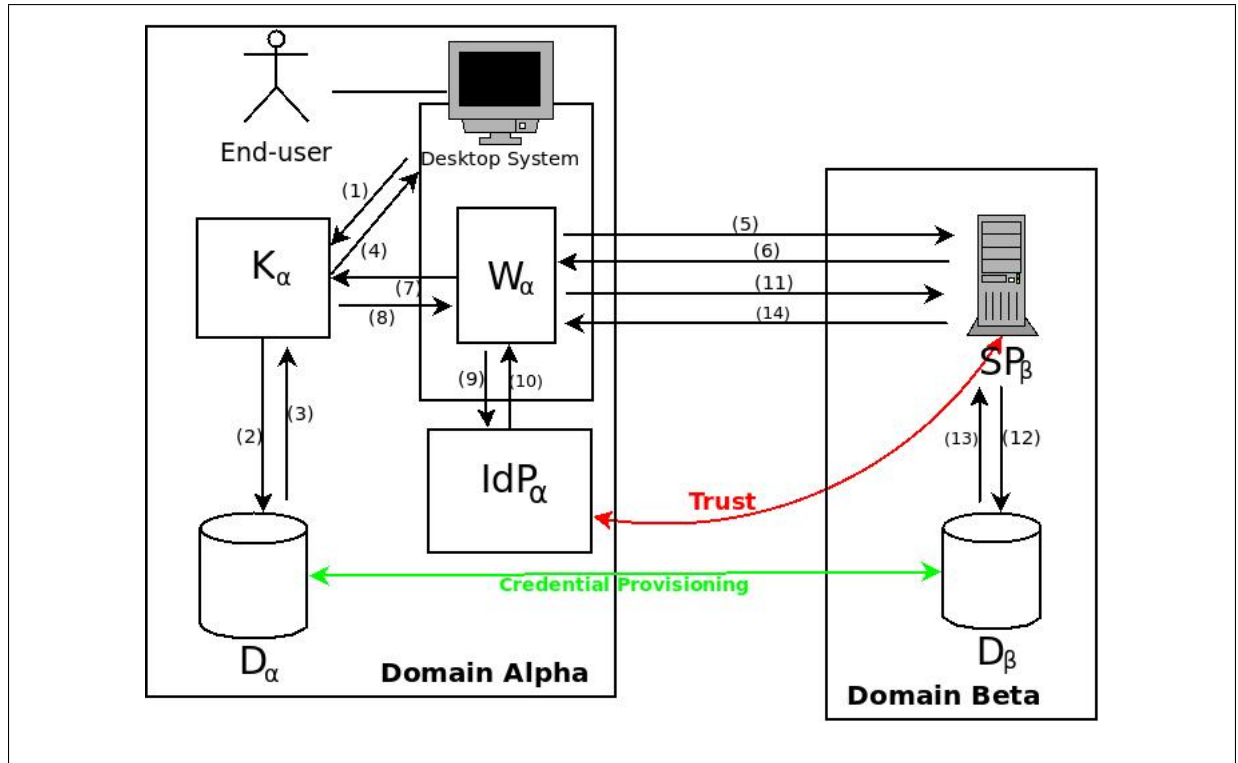 End-user
Desktop System
(1)
(4)
Kα
Wα
(5)
(6)
(7)
(11)
(8)
(14)
SPβ
(9)
(10)
(3)
(2)
(13)
(12)
IdPα
Trust
Credential Provisioning
Dα
Dβ
Domain Alpha
Domain Beta